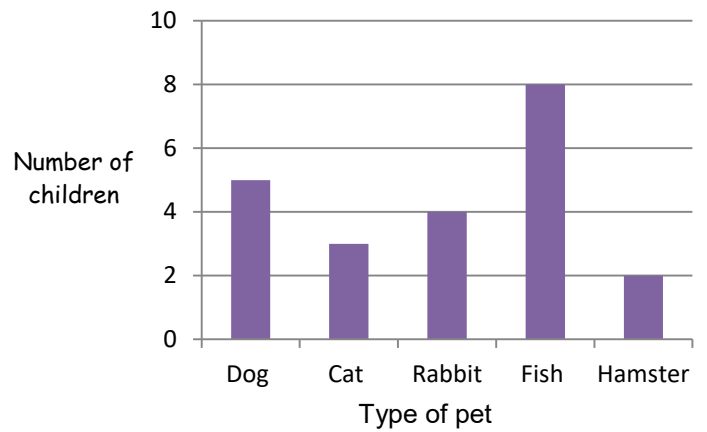 10
8
6
4
2
0
Number of
children
Dog Cat Rabbit Fish Hamster
Type of pet